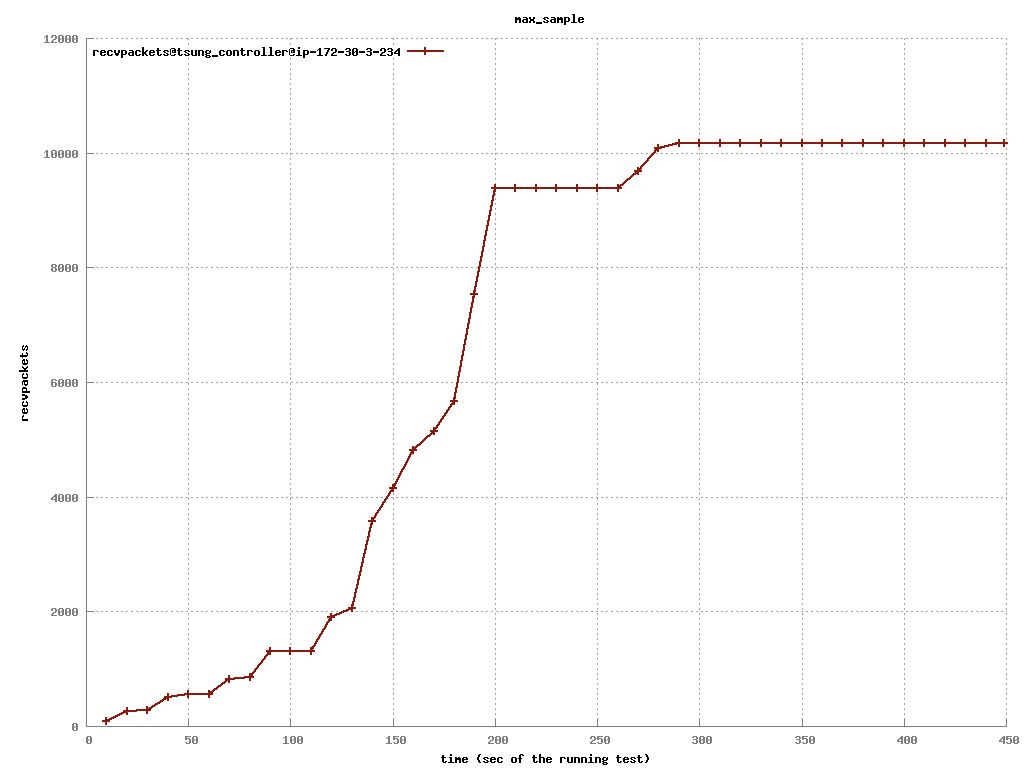 max_sample
12000
recvpackets@tsung_controller@ip-172-30-3-234
10000
8000
6000
recvpackets
4000
2000
0
0 50 100 150 200 250 300 350 400 450
time (sec of the running test)